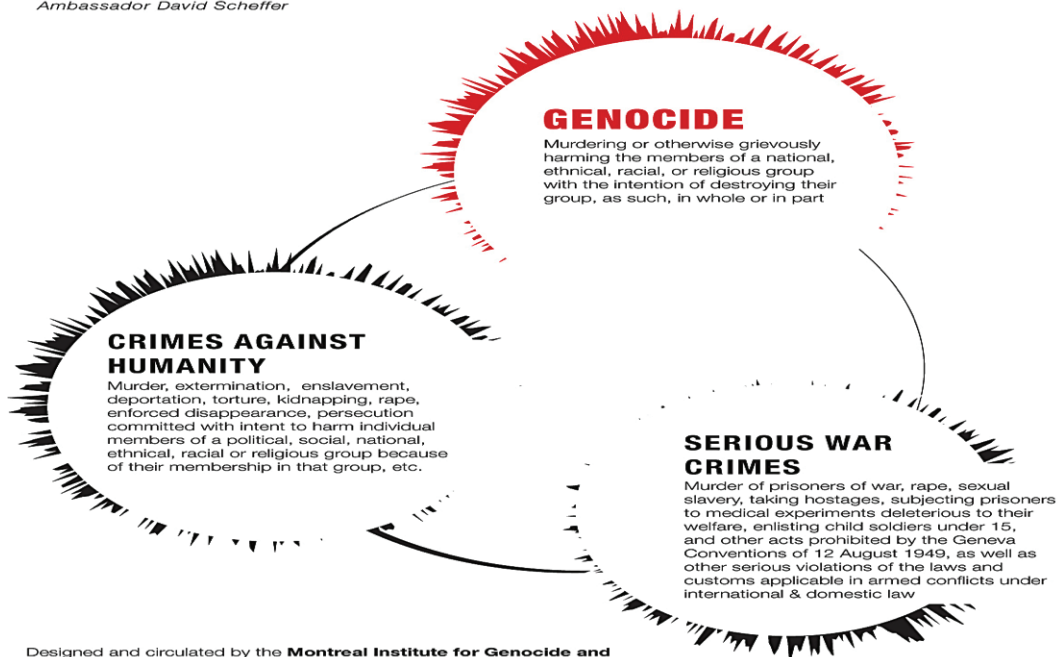 Ambassador David Scheffer
GENOCIDE
Murdering or otherwise grievously
harming the members of a national,
ethnical, racial, or religious group
with the intention of destroying their
group, as such, in whole or in part
CRIMES AGAINST
HUMANITY
Murder, extermination, enslavement,
deportation, torture, kidnapping, rape,
enforced disappearance, persecution
committed with intent to harm individual
members of a political, social, national,
ethnical, racial or religious group because
of their membership in that group, etc.
SERIOUS WAR
CRIMES
Murder of prisoners of war, rape, sexual
slavery, taking hostages, subjecting prisoners
to medical experiments deleterious to their
welfare, enlisting child soldiers under 15,
and other acts prohibited by the Geneva
Conventions of 12 August 1949, as well as
other serious violations of the laws and
customs applicable in armed conflicts under
international & domestic law
Designed and circulated by the Montreal Institute for Genocide and